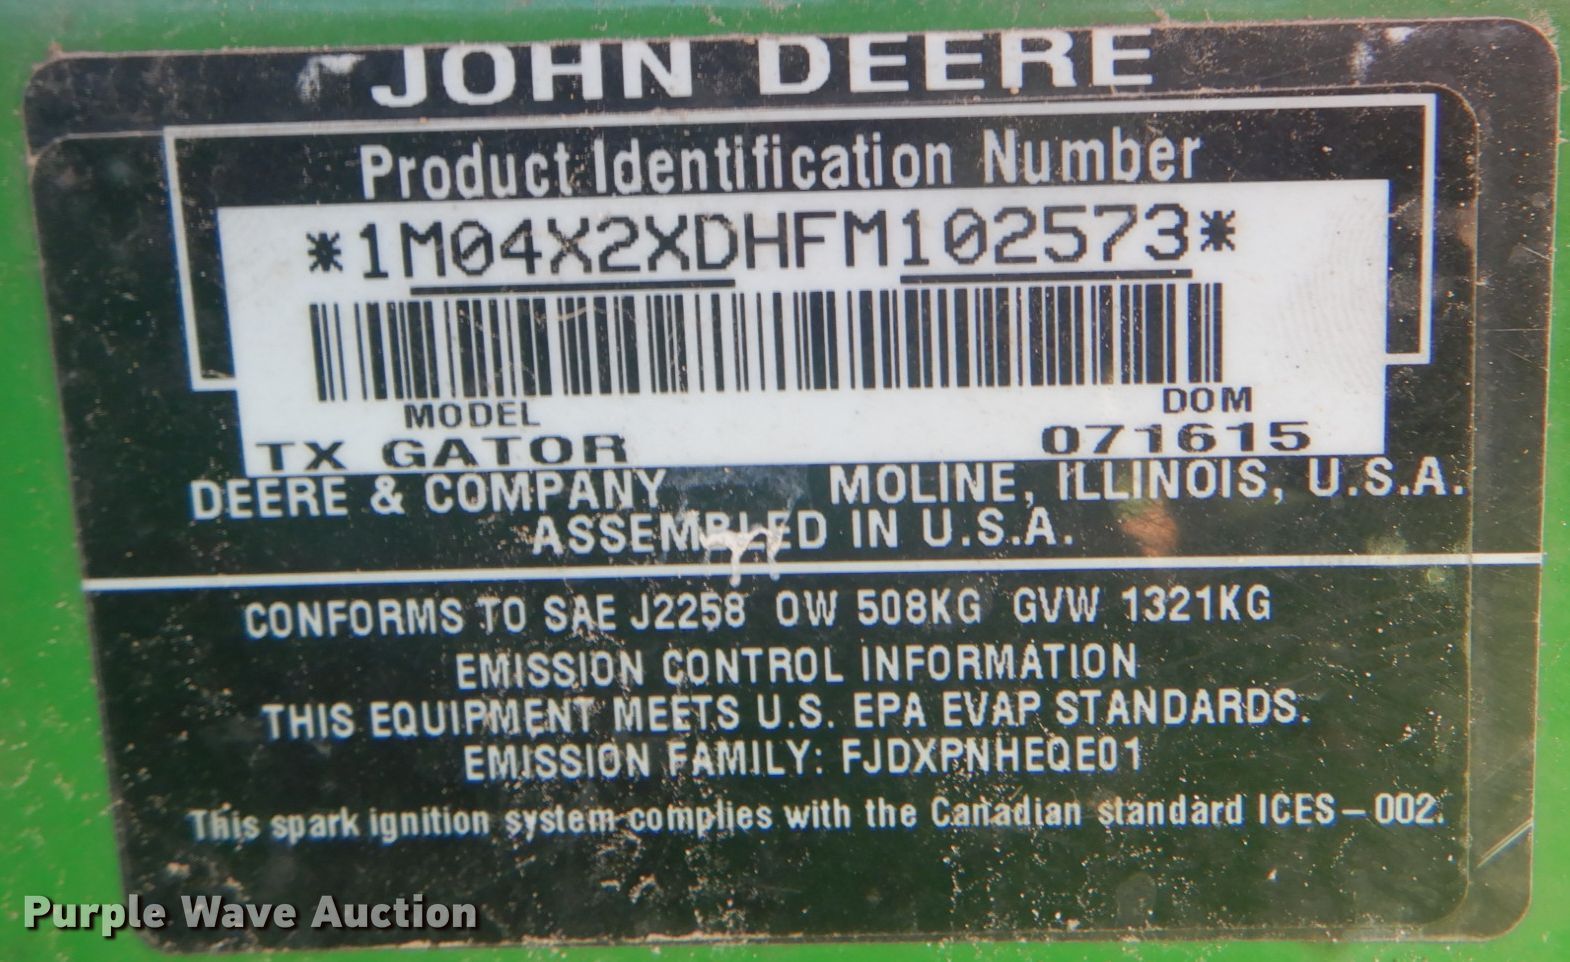 JOHN DEERE
Product Identification Number
*1M04X2XDHFM102573*
MODEL DOM
TX GATOR 071615
DEERE & COMPANY MOLINE, ILLINOIS, U.S.A.
ASSEMBLED IN U.S.A.
CONFORMS TO SAE J2258 OW 508KG GVW 1321KG
EMISSION CONTROL INFORMATION
THIS EQUIPMENT MEETS U.S. EPA EVAP STANDARDS.
EMISSION FAMILY: FJDXPNHEQE01
This spark ignition system complies with the Canadian standard ICES-002.
Purple Wave Auction